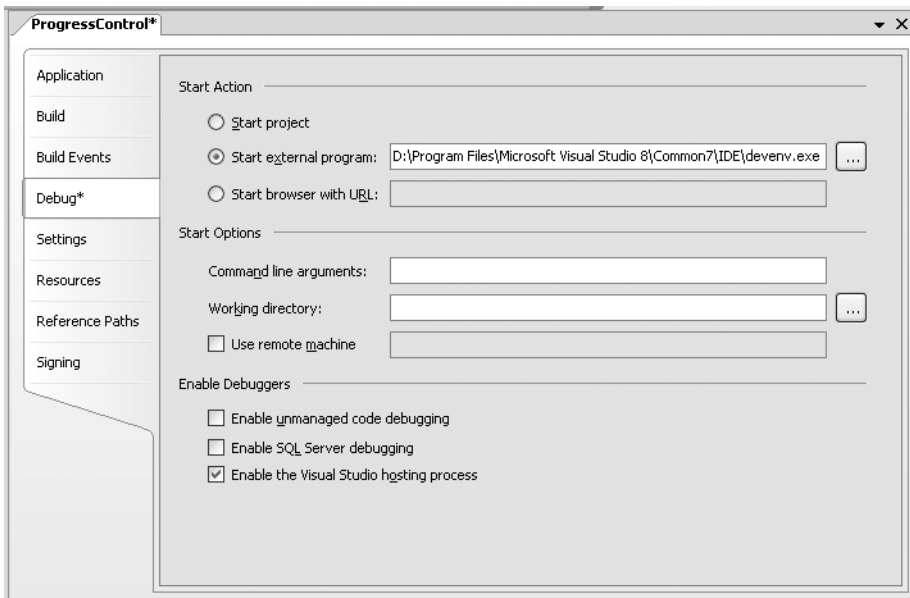 ProgressControl*
Application
Build
Build Events
Debug*
Settings
Resources
Reference Paths
Signing
Start Action
Start project
Start external program: D:\Program Files\Microsoft Visual Studio 8\Common7\IDE\devenv.exe ...
Start browser with URL:
Start Options
Command line arguments:
Working directory: ...
Use remote machine
Enable Debuggers
Enable unmanaged code debugging
Enable SQL Server debugging
Enable the Visual Studio hosting process